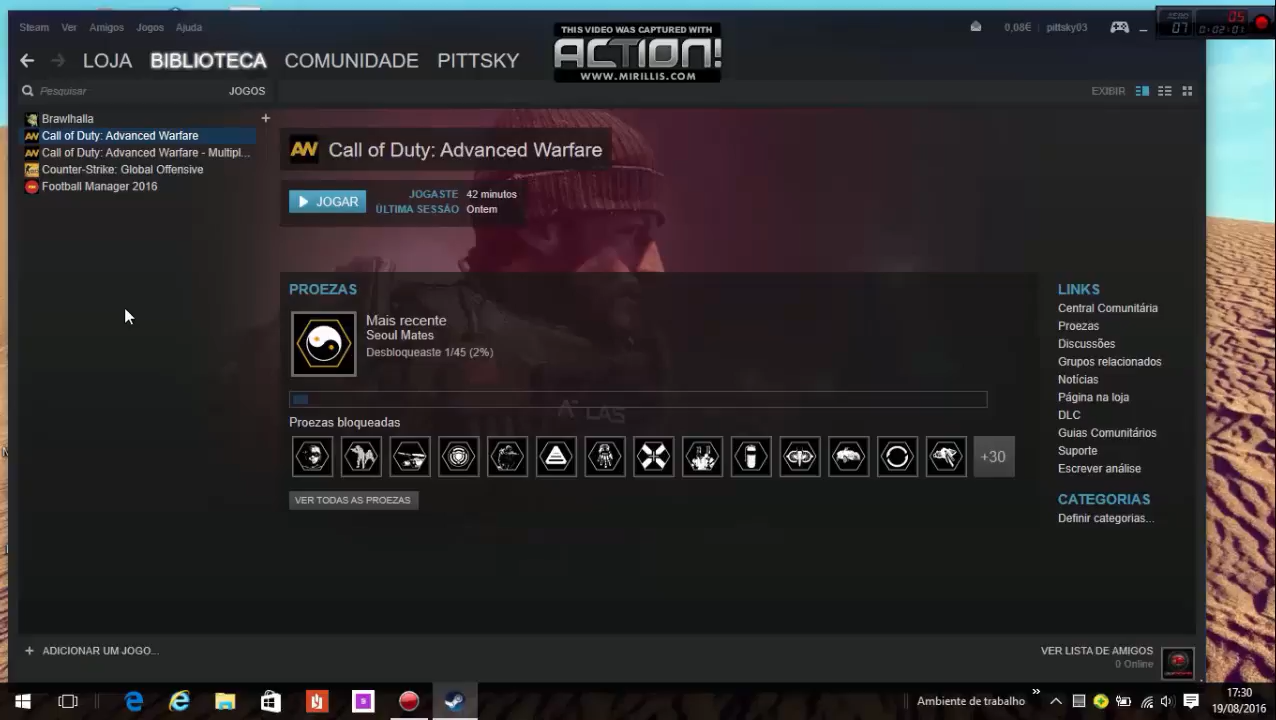 Steam Ver Amigos Jogos Ajuda
THIS VIDEO WAS CAPTURED WITH
ACTION!
WWW.MIRILLIS.COM
0,08€ pittsky03
LOJA BIBLIOTECA COMUNIDADE PITTSKY
Pesquisar JOGOS
EXIBIR
Brawlhalla +
Call of Duty: Advanced Warfare
Call of Duty: Advanced Warfare - Multipl...
Counter-Strike: Global Offensive
Football Manager 2016
AW Call of Duty: Advanced Warfare
JOGAR
JOGASTE 42 minutos
ÚLTIMA SESSÃO Ontem
PROEZAS
Mais recente
Seoul Mates
Desbloqueaste 1/45 (2%)
Proezas bloqueadas
+30
VER TODAS AS PROEZAS
LINKS
Central Comunitária
Proezas
Discussões
Grupos relacionados
Notícias
Página na loja
DLC
Guias Comunitários
Suporte
Escrever análise
CATEGORIAS
Definir categorias...
+ ADICIONAR UM JOGO...
VER LISTA DE AMIGOS
0 Online
Ambiente de trabalho
17:30
19/08/2016